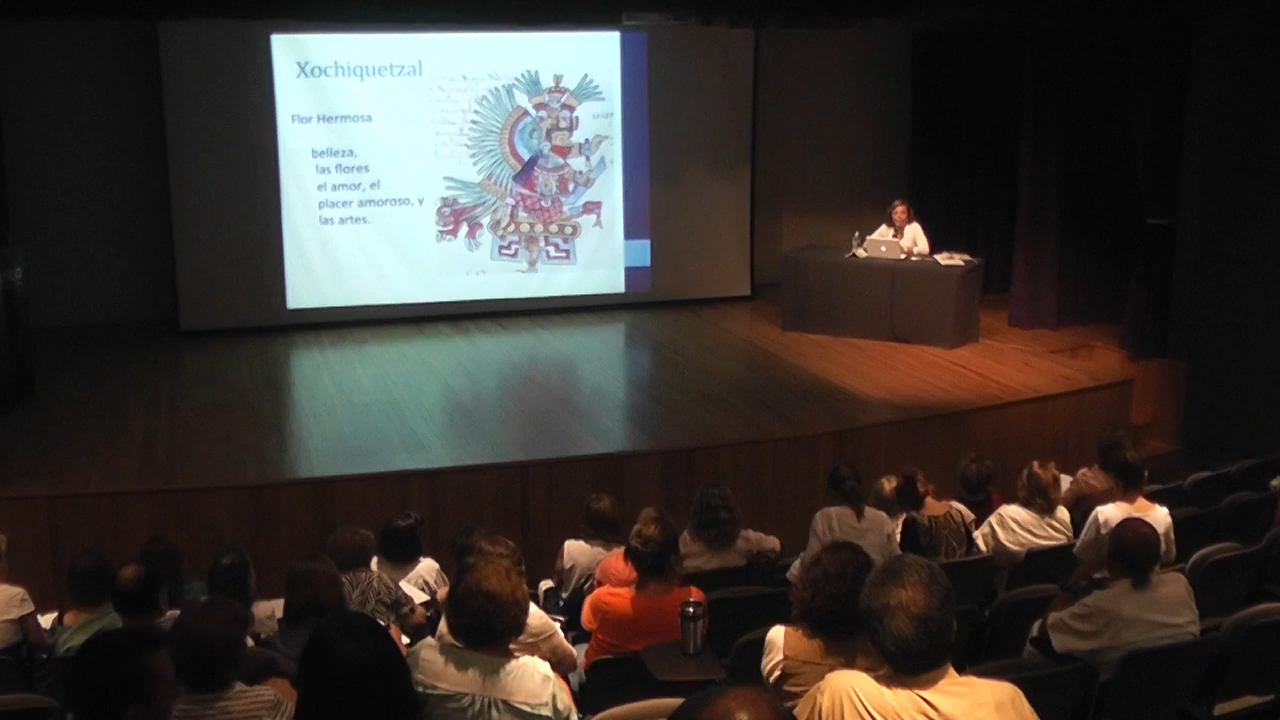 Xochiquetzal
Flor Hermosa
belleza,
las flores
el amor, el
placer amoroso, y
las artes.